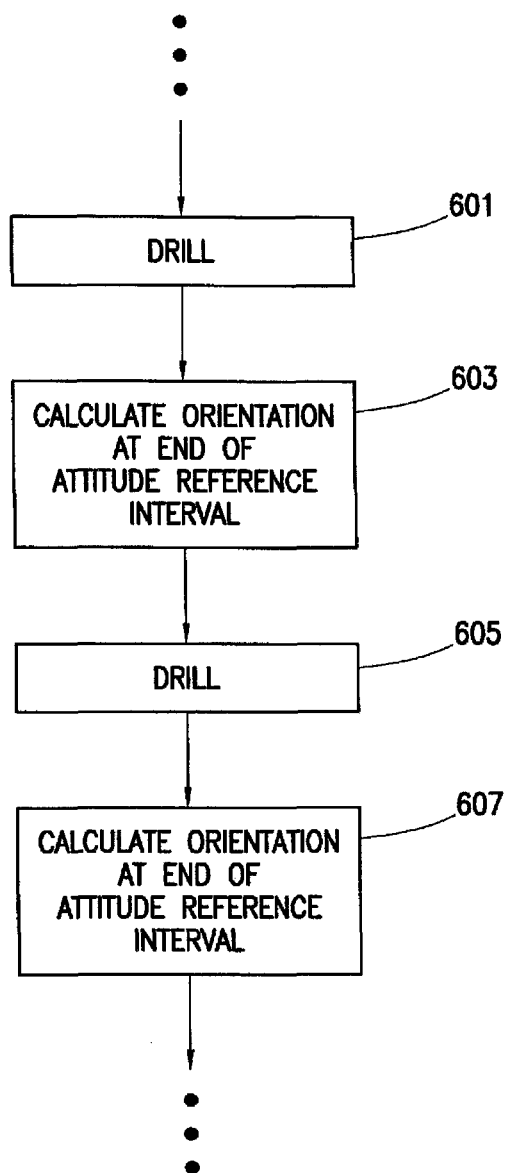 601
DRILL
603
CALCULATE ORIENTATION
AT END OF
ATTITUDE REFERENCE
INTERVAL
605
DRILL
607
CALCULATE ORIENTATION
AT END OF
ATTITUDE REFERENCE
INTERVAL